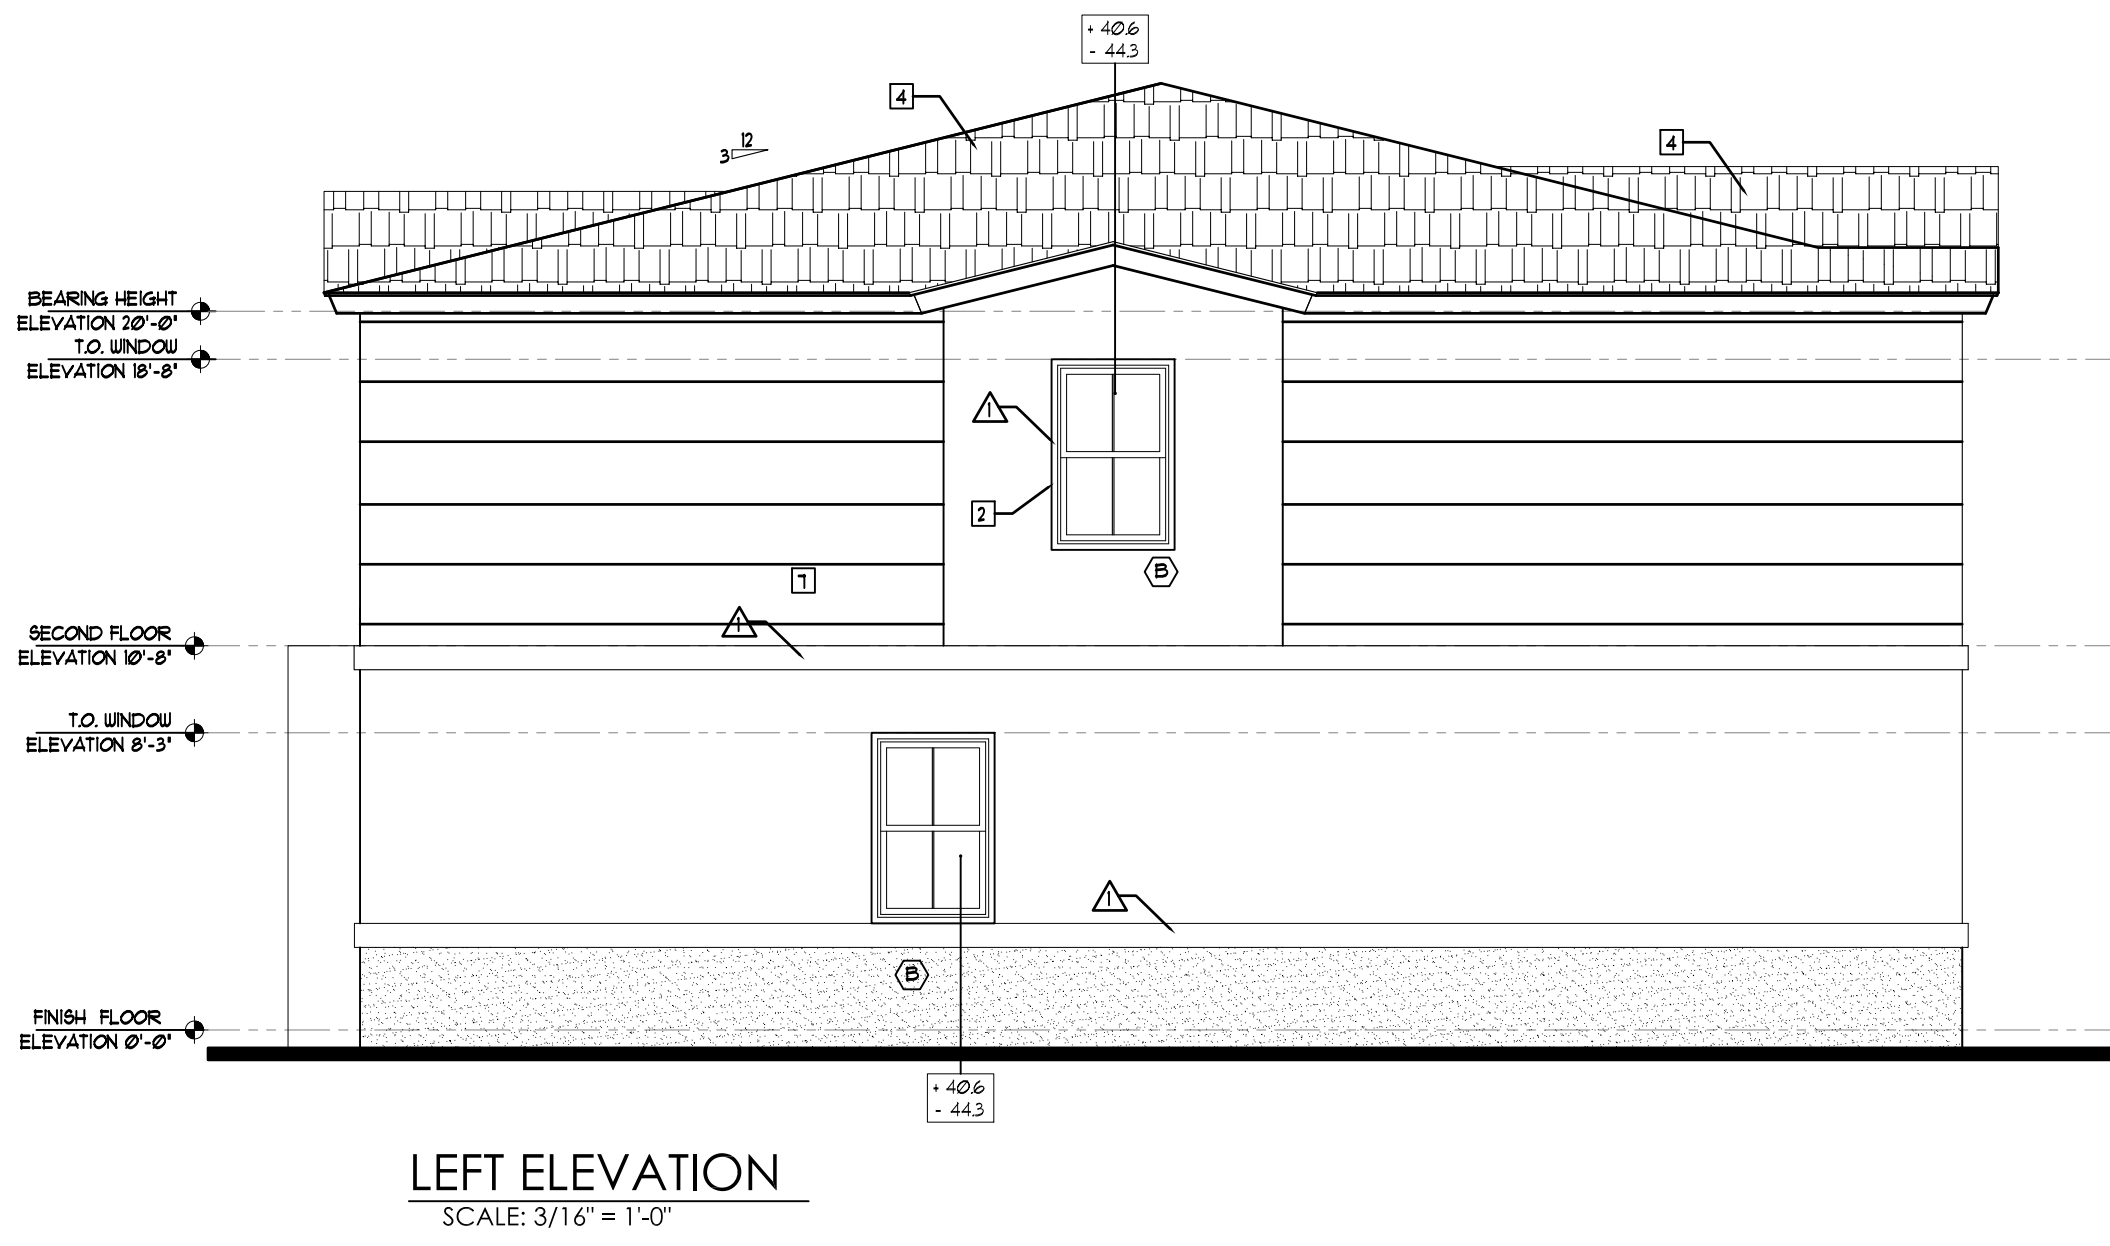 + 40.6
- 44.3
4
4
12
3
BEARING HEIGHT
ELEVATION 20'-0"
T.O. WINDOW
ELEVATION 18'-8"
1
2
B
7
1
SECOND FLOOR
ELEVATION 10'-8"
T.O. WINDOW
ELEVATION 8'-3"
1
B
FINISH FLOOR
ELEVATION 0'-0"
+ 40.6
- 44.3
LEFT ELEVATION
SCALE: 3/16" = 1'-0"